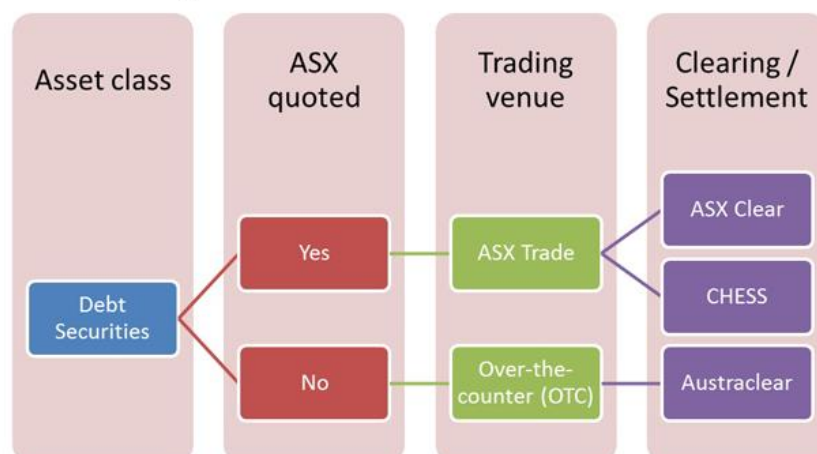 Asset class
ASX
quoted
Trading
venue
Clearing /
Settlement
Debt
Securities
Yes
No
ASX Trade
Over-the-
counter (OTC)
ASX Clear
CHESS
Austraclear